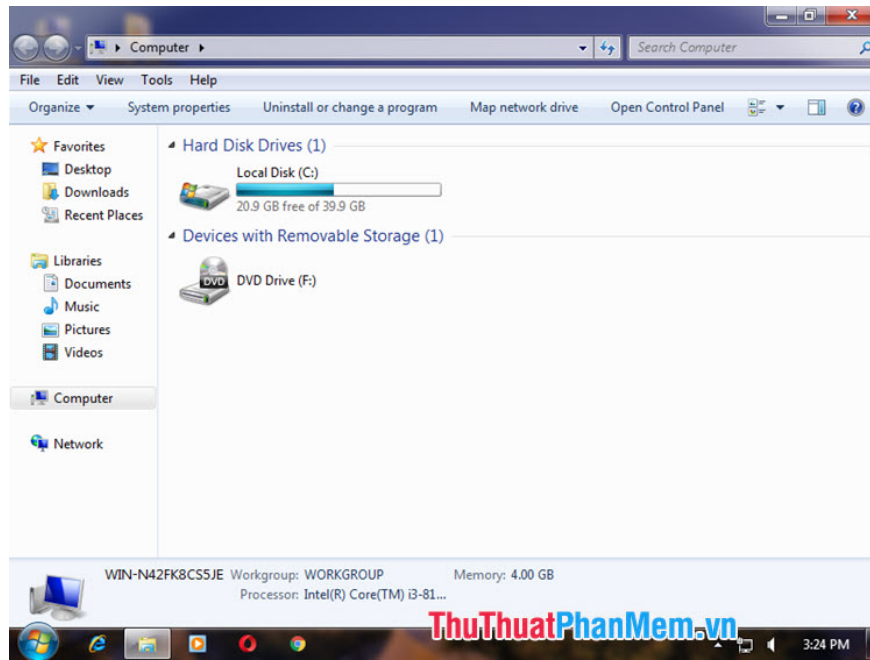 Computer
Search Computer
File Edit View Tools Help
Organize System properties Uninstall or change a program Map network drive Open Control Panel
Favorites
Desktop
Downloads
Recent Places
Libraries
Documents
Music
Pictures
Videos
Computer
Network
Hard Disk Drives (1)
Local Disk (C:)
20.9 GB free of 39.9 GB
Devices with Removable Storage (1)
DVD
DVD Drive (F:)
WIN-N42FK8CS5JE Workgroup: WORKGROUP Memory: 4.00 GB
Processor: Intel(R) Core(TM) i3-81...
ThuThuatPhanMem.vn
3:24 PM